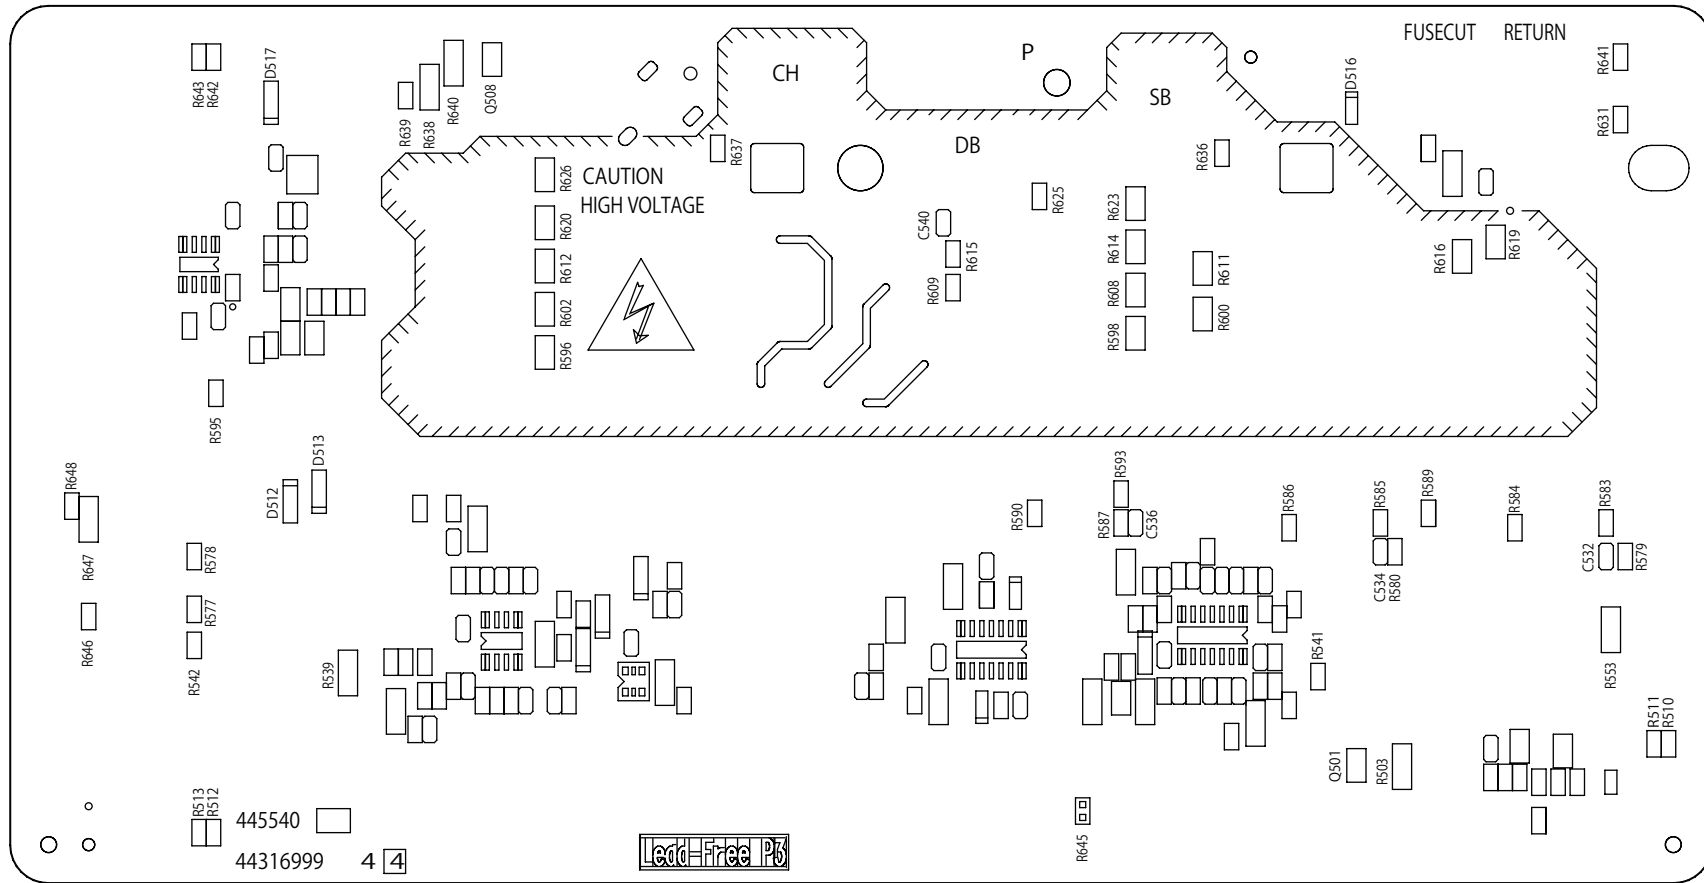 FUSECUT RETURN
R643
R642
D517
R639
R638
R640
Q508
CH
P
SB
D516
R641
R631
R637
DB
R636
CAUTION
HIGH VOLTAGE
R626
R620
R612
R602
R596
C540
R615
R609
R625
R623
R614
R608
R598
R611
R600
R616
R619
R595
R648
R647
R646
D512
D513
R578
R577
R542
R539
R593
R590
R587
C536
R586
R585
R589
R584
R583
C534
R580
C532
R579
R541
R553
R511
R510
Q501
R503
R645
R513
R512
445540
44316999 4 4
Ledd-Free P3